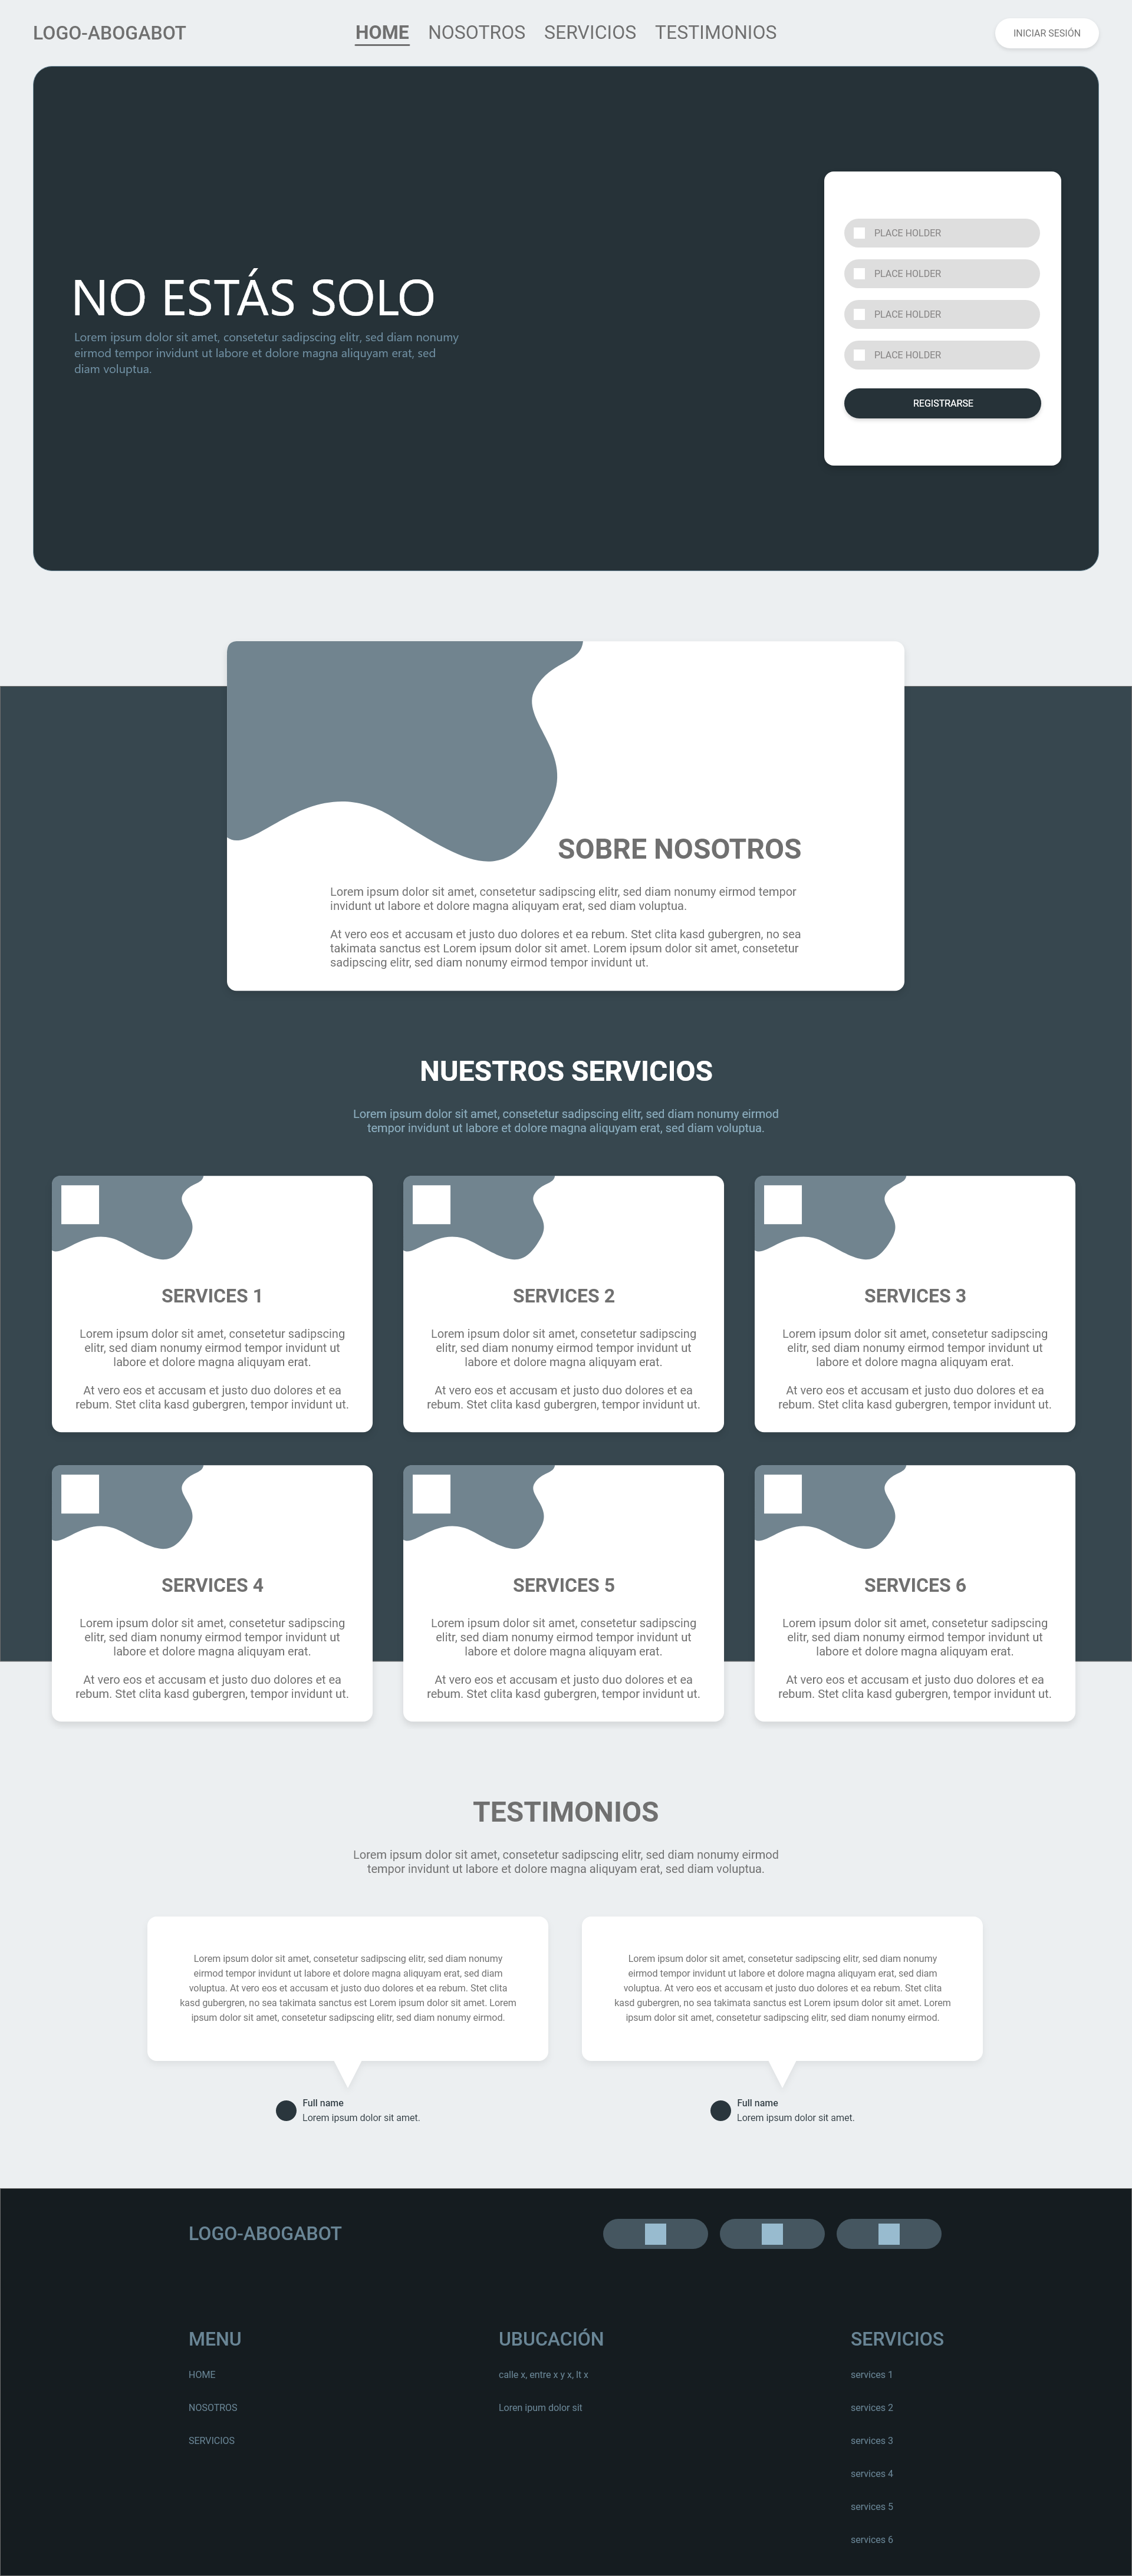 LOGO-ABOGABOT
HOME
NOSOTROS
SERVICIOS
TESTIMONIOS
INICIAR SESIÓN
NO ESTÁS SOLO
Lorem ipsum dolor sit amet, consetetur sadipscing elitr, sed diam nonumy
eirmod tempor invidunt ut labore et dolore magna aliquyam erat, sed
diam voluptua.
PLACE HOLDER
PLACE HOLDER
PLACE HOLDER
PLACE HOLDER
REGISTRARSE
SOBRE NOSOTROS
Lorem ipsum dolor sit amet, consetetur sadipscing elitr, sed diam nonumy eirmod tempor
invidunt ut labore et dolore magna aliquyam erat, sed diam voluptua.
At vero eos et accusam et justo duo dolores et ea rebum. Stet clita kasd gubergren, no sea
takimata sanctus est Lorem ipsum dolor sit amet. Lorem ipsum dolor sit amet, consetetur
sadipscing elitr, sed diam nonumy eirmod tempor invidunt ut.
NUESTROS SERVICIOS
Lorem ipsum dolor sit amet, consetetur sadipscing elitr, sed diam nonumy eirmod
tempor invidunt ut labore et dolore magna aliquyam erat, sed diam voluptua.
SERVICES 1
Lorem ipsum dolor sit amet, consetetur sadipscing
elitr, sed diam nonumy eirmod tempor invidunt ut
labore et dolore magna aliquyam erat.
At vero eos et accusam et justo duo dolores et ea
rebum. Stet clita kasd gubergren, tempor invidunt ut.
SERVICES 2
Lorem ipsum dolor sit amet, consetetur sadipscing
elitr, sed diam nonumy eirmod tempor invidunt ut
labore et dolore magna aliquyam erat.
At vero eos et accusam et justo duo dolores et ea
rebum. Stet clita kasd gubergren, tempor invidunt ut.
SERVICES 3
Lorem ipsum dolor sit amet, consetetur sadipscing
elitr, sed diam nonumy eirmod tempor invidunt ut
labore et dolore magna aliquyam erat.
At vero eos et accusam et justo duo dolores et ea
rebum. Stet clita kasd gubergren, tempor invidunt ut.
SERVICES 4
Lorem ipsum dolor sit amet, consetetur sadipscing
elitr, sed diam nonumy eirmod tempor invidunt ut
labore et dolore magna aliquyam erat.
At vero eos et accusam et justo duo dolores et ea
rebum. Stet clita kasd gubergren, tempor invidunt ut.
SERVICES 5
Lorem ipsum dolor sit amet, consetetur sadipscing
elitr, sed diam nonumy eirmod tempor invidunt ut
labore et dolore magna aliquyam erat.
At vero eos et accusam et justo duo dolores et ea
rebum. Stet clita kasd gubergren, tempor invidunt ut.
SERVICES 6
Lorem ipsum dolor sit amet, consetetur sadipscing
elitr, sed diam nonumy eirmod tempor invidunt ut
labore et dolore magna aliquyam erat.
At vero eos et accusam et justo duo dolores et ea
rebum. Stet clita kasd gubergren, tempor invidunt ut.
TESTIMONIOS
Lorem ipsum dolor sit amet, consetetur sadipscing elitr, sed diam nonumy eirmod
tempor invidunt ut labore et dolore magna aliquyam erat, sed diam voluptua.
Lorem ipsum dolor sit amet, consetetur sadipscing elitr, sed diam nonumy
eirmod tempor invidunt ut labore et dolore magna aliquyam erat, sed diam
voluptua. At vero eos et accusam et justo duo dolores et ea rebum. Stet clita
kasd gubergren, no sea takimata sanctus est Lorem ipsum dolor sit amet. Lorem
ipsum dolor sit amet, consetetur sadipscing elitr, sed diam nonumy eirmod.
Full name
Lorem ipsum dolor sit amet.
Lorem ipsum dolor sit amet, consetetur sadipscing elitr, sed diam nonumy
eirmod tempor invidunt ut labore et dolore magna aliquyam erat, sed diam
voluptua. At vero eos et accusam et justo duo dolores et ea rebum. Stet clita
kasd gubergren, no sea takimata sanctus est Lorem ipsum dolor sit amet. Lorem
ipsum dolor sit amet, consetetur sadipscing elitr, sed diam nonumy eirmod.
Full name
Lorem ipsum dolor sit amet.
LOGO-ABOGABOT
MENU
HOME
NOSOTROS
SERVICIOS
UBUCACIÓN
calle x, entre x y x, lt x
Loren ipum dolor sit
SERVICIOS
services 1
services 2
services 3
services 4
services 5
services 6